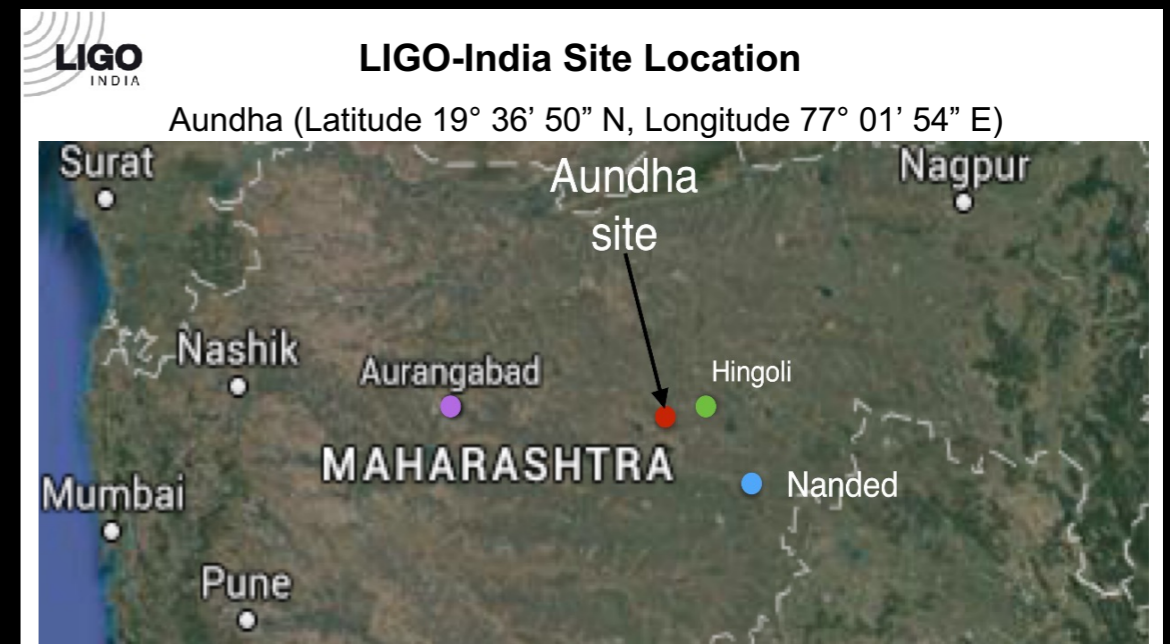 LIGO
INDIA
LIGO-India Site Location
Aundha (Latitude 19° 36’ 50” N, Longitude 77° 01’ 54” E)
Surat
Aundha
site
Nagpur
Nashik
Aurangabad
Hingoli
MAHARASHTRA
Mumbai
Nanded
Pune